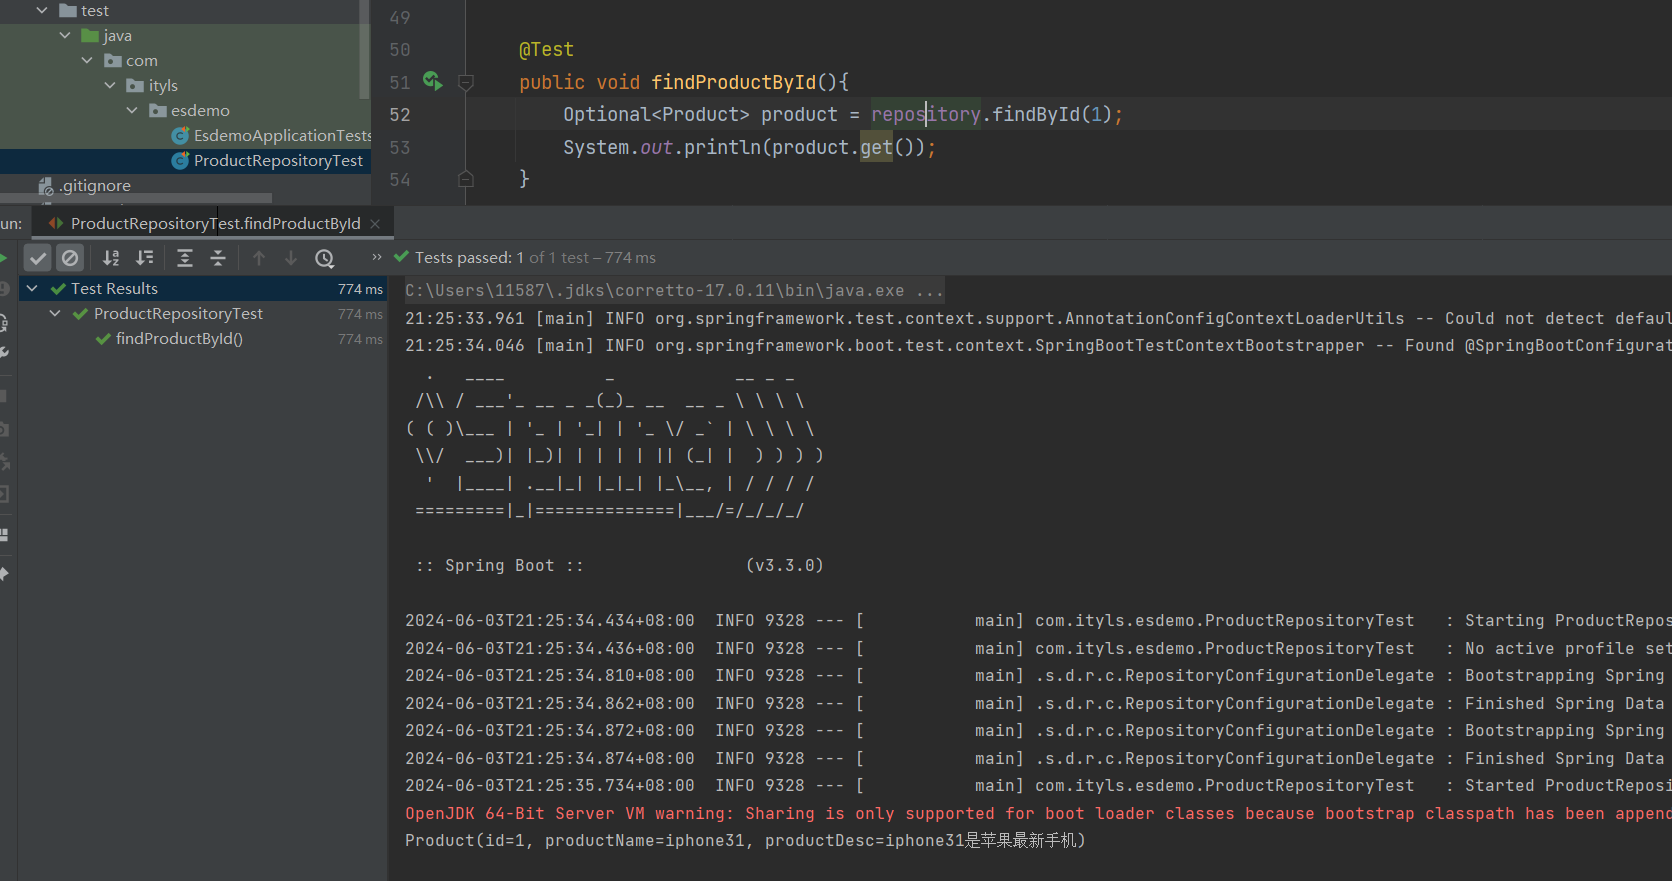 test
java
com
ityls
esdemo
EsdemoApplicationTests
ProductRepositoryTest
.gitignore
49
50 @Test
51 public void findProductById(){
52 Optional<Product> product = repository.findById(1);
53 System.out.println(product.get());
54 }
un: ProductRepositoryTest.findProductById
Tests passed: 1 of 1 test – 774 ms
Test Results 774 ms
ProductRepositoryTest 774 ms
findProductById() 774 ms
C:\Users\11587\.jdks\corretto-17.0.11\bin\java.exe ...
21:25:33.961 [main] INFO org.springframework.test.context.support.AnnotationConfigContextLoaderUtils -- Could not detect defaul
21:25:34.046 [main] INFO org.springframework.boot.test.context.SpringBootTestContextBootstrapper -- Found @SpringBootConfigurat
  .   ____          _            __ _ _
 /\\ / ___'_ __ _ _(_)_ __  __ _ \ \ \ \
( ( )\___ | '_ | '_| | '_ \/ _` | \ \ \ \
 \\/  ___)| |_)| | | | | || (_| |  ) ) ) )
  '  |____| .__|_| |_|_| |_\__, | / / / /
 =========|_|==============|___/=/_/_/_/
:: Spring Boot :: (v3.3.0)
2024-06-03T21:25:34.434+08:00 INFO 9328 --- [ main] com.ityls.esdemo.ProductRepositoryTest : Starting ProductRepos
2024-06-03T21:25:34.436+08:00 INFO 9328 --- [ main] com.ityls.esdemo.ProductRepositoryTest : No active profile set
2024-06-03T21:25:34.810+08:00 INFO 9328 --- [ main] .s.d.r.c.RepositoryConfigurationDelegate : Bootstrapping Spring
2024-06-03T21:25:34.862+08:00 INFO 9328 --- [ main] .s.d.r.c.RepositoryConfigurationDelegate : Finished Spring Data
2024-06-03T21:25:34.872+08:00 INFO 9328 --- [ main] .s.d.r.c.RepositoryConfigurationDelegate : Bootstrapping Spring
2024-06-03T21:25:34.874+08:00 INFO 9328 --- [ main] .s.d.r.c.RepositoryConfigurationDelegate : Finished Spring Data
2024-06-03T21:25:35.734+08:00 INFO 9328 --- [ main] com.ityls.esdemo.ProductRepositoryTest : Started ProductReposi
OpenJDK 64-Bit Server VM warning: Sharing is only supported for boot loader classes because bootstrap classpath has been append
Product(id=1, productName=iphone31, productDesc=iphone31是苹果最新手机)